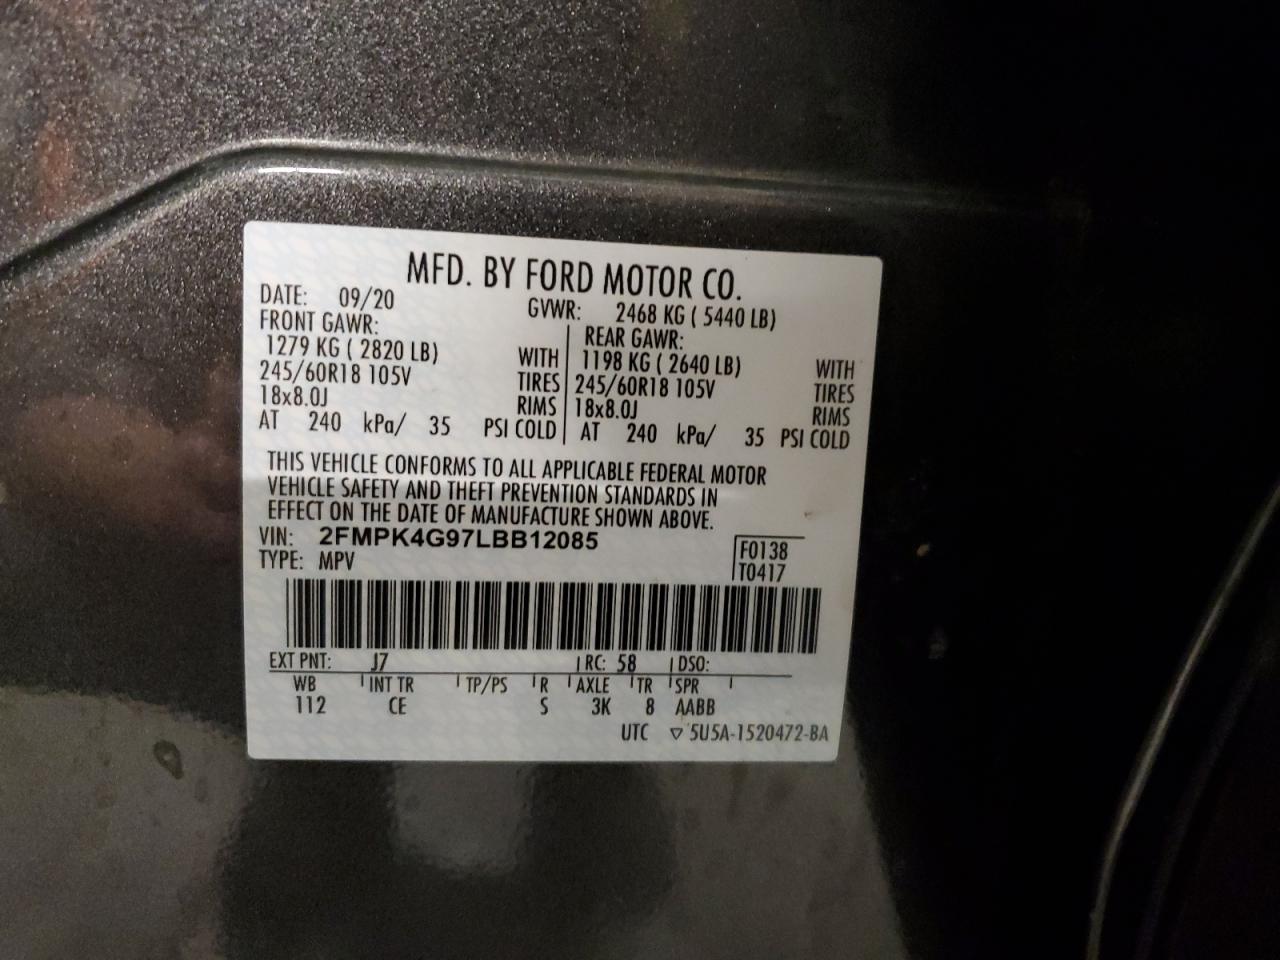 MFD. BY FORD MOTOR CO.
DATE: 09/20 GVWR: 2468 KG ( 5440 LB)
FRONT GAWR: REAR GAWR:
1279 KG ( 2820 LB) WITH 1198 KG ( 2640 LB) WITH
245/60R18 105V TIRES 245/60R18 105V TIRES
18x8.0J RIMS 18x8.0J RIMS
AT 240 kPa/ 35 PSI COLD AT 240 kPa/ 35 PSI COLD
THIS VEHICLE CONFORMS TO ALL APPLICABLE FEDERAL MOTOR
VEHICLE SAFETY AND THEFT PREVENTION STANDARDS IN
EFFECT ON THE DATE OF MANUFACTURE SHOWN ABOVE.
VIN: 2FMPK4G97LBB12085
TYPE: MPV
F0138
T0417
EXT PNT: J7 RC: 58 DSO:
WB INT TR TP/PS R AXLE TR SPR
112 CE S 3K 8 AABB
UTC ▽ 5U5A-1520472-BA